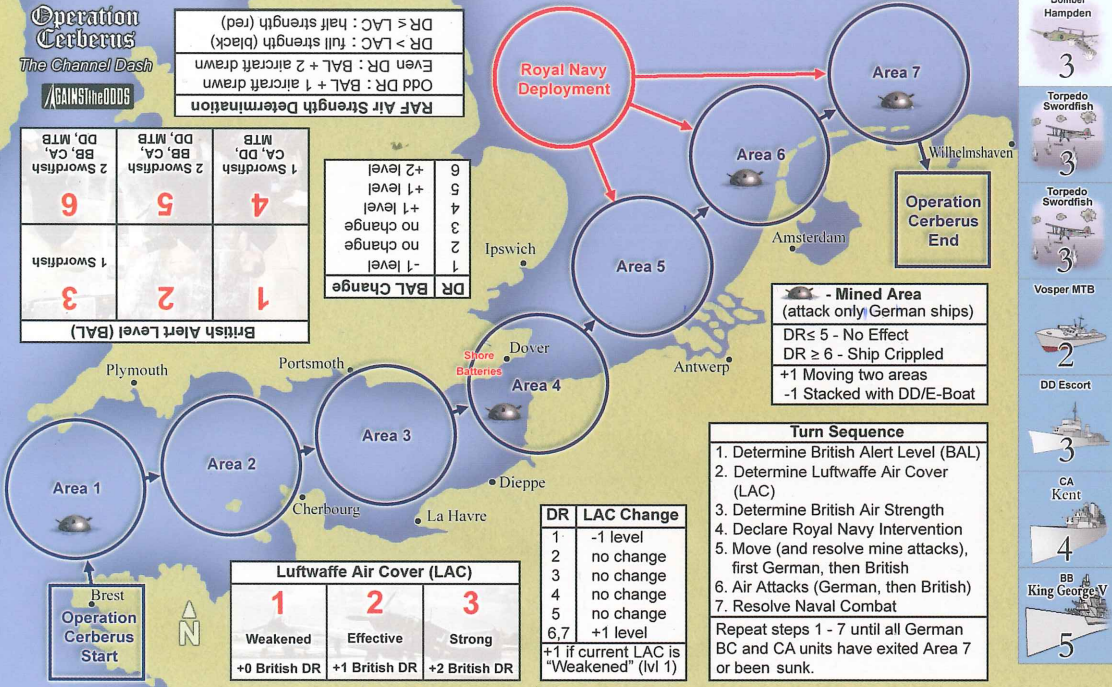 Operation
Cerberus
The Channel Dash
AGAINST the ODDS
RAF Air Strength Determination
Odd DR : BAL + 1 aircraft drawn
Even DR : BAL + 2 aircraft drawn
DR > LAC : full strength (black)
DR ≤ LAC : half strength (red)
British Alert Level (BAL)
1
2
3
1 Swordfish
4
1 Swordfish
CA, DD,
MTB
5
2 Swordfish
BB, CA,
DD, MTB
6
2 Swordfish
BB, CA,
DD, MTB
DR BAL Change
1 -1 level
2 no change
3 no change
4 +1 level
5 +1 level
6 +2 level
Royal Navy
Deployment
Area 7
Area 6
Area 5
Area 4
Area 3
Area 2
Area 1
Shore
Batteries
Wilhelmshaven
Operation
Cerberus
End
Amsterdam
Ipswich
Dover
Antwerp
Portsmoth
Plymouth
Dieppe
Cherbourg
La Havre
Brest
Operation
Cerberus
Start
N
- Mined Area
(attack only German ships)
DR≤ 5 - No Effect
DR ≥ 6 - Ship Crippled
+1 Moving two areas
-1 Stacked with DD/E-Boat
Turn Sequence
1. Determine British Alert Level (BAL)
2. Determine Luftwaffe Air Cover
(LAC)
3. Determine British Air Strength
4. Declare Royal Navy Intervention
5. Move (and resolve mine attacks),
first German, then British
6. Air Attacks (German, then British)
7. Resolve Naval Combat
Repeat steps 1 - 7 until all German
BC and CA units have exited Area 7
or been sunk.
DR LAC Change
1 -1 level
2 no change
3 no change
4 no change
5 no change
6,7 +1 level
+1 if current LAC is
"Weakened" (lvl 1)
Luftwaffe Air Cover (LAC)
1 2 3
Weakened Effective Strong
+0 British DR +1 British DR +2 British DR
Bomber
Hampden
3
Torpedo
Swordfish
3
Torpedo
Swordfish
3
Vosper MTB
2
DD Escort
3
CA
Kent
4
BB
King George V
5